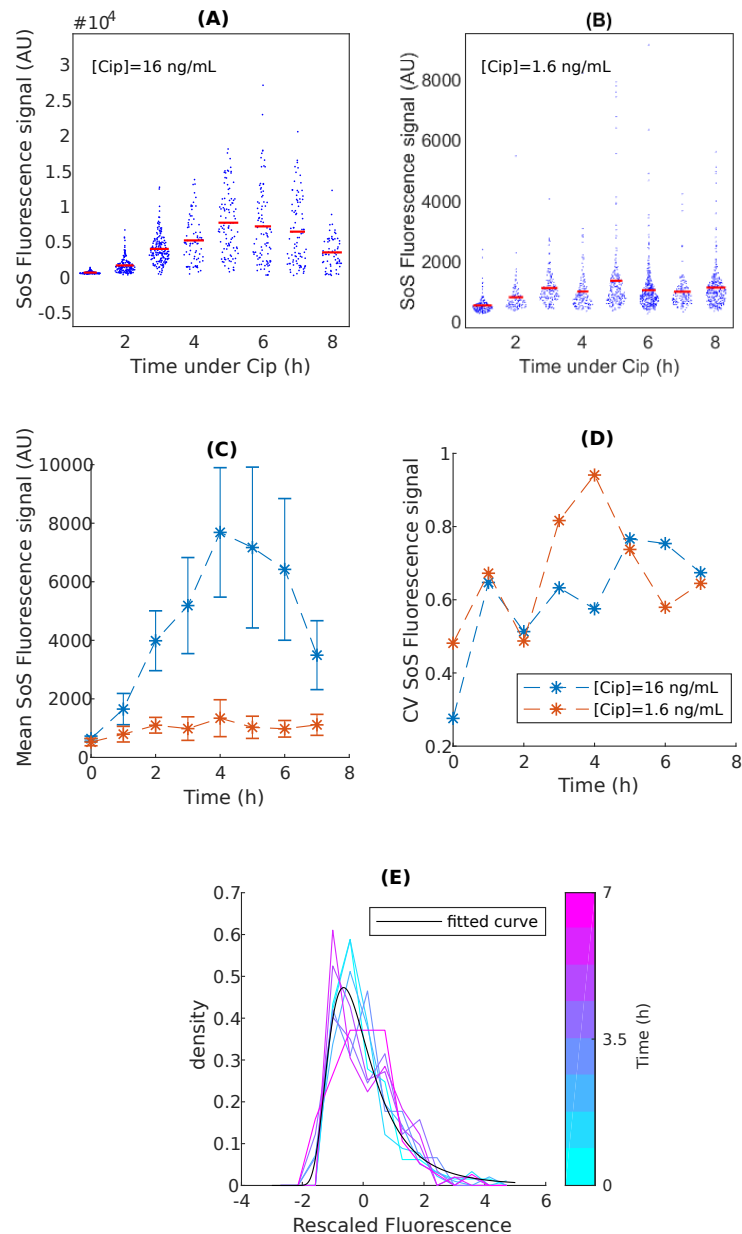 (A)
#10^4
SoS Fluorescence signal (AU)
[Cip]=16 ng/mL
3
2.5
2
1.5
1
0.5
0
-0.5
2 4 6 8
Time under Cip (h)
(B)
SoS Fluorescence signal (AU)
[Cip]=1.6 ng/mL
8000
6000
4000
2000
0
2 4 6 8
Time under Cip (h)
(C)
Mean SoS Fluorescence signal (AU)
10000
8000
6000
4000
2000
0
0 2 4 6 8
Time (h)
(D)
CV SoS Fluorescence signal
1
0.8
0.6
0.4
0.2
[Cip]=16 ng/mL
[Cip]=1.6 ng/mL
0 2 4 6 8
Time (h)
(E)
density
0.7
0.6
0.5
0.4
0.3
0.2
0.1
0
fitted curve
-4 -2 0 2 4 6
Rescaled Fluorescence
7
3.5
0
Time (h)